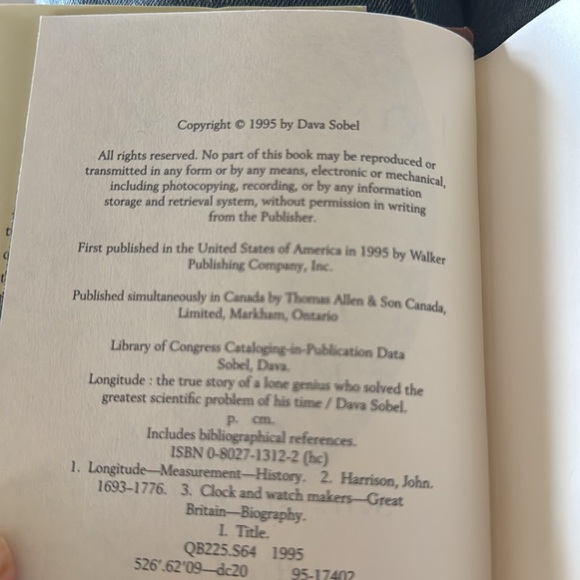 Copyright © 1995 by Dava Sobel
All rights reserved. No part of this book may be reproduced or
transmitted in any form or by any means, electronic or mechanical,
including photocopying, recording, or by any information
storage and retrieval system, without permission in writing
from the Publisher.
First published in the United States of America in 1995 by Walker
Publishing Company, Inc.
Published simultaneously in Canada by Thomas Allen & Son Canada,
Limited, Markham, Ontario
Library of Congress Cataloging-in-Publication Data
Sobel, Dava.
Longitude : the true story of a lone genius who solved the
greatest scientific problem of his time / Dava Sobel.
p. cm.
Includes bibliographical references.
ISBN 0-8027-1312-2 (hc)
1. Longitude—Measurement—History. 2. Harrison, John.
1693–1776. 3. Clock and watch makers—Great
Britain—Biography.
I. Title.
QB225.S64 1995
526'.62'09—dc20 95-17402